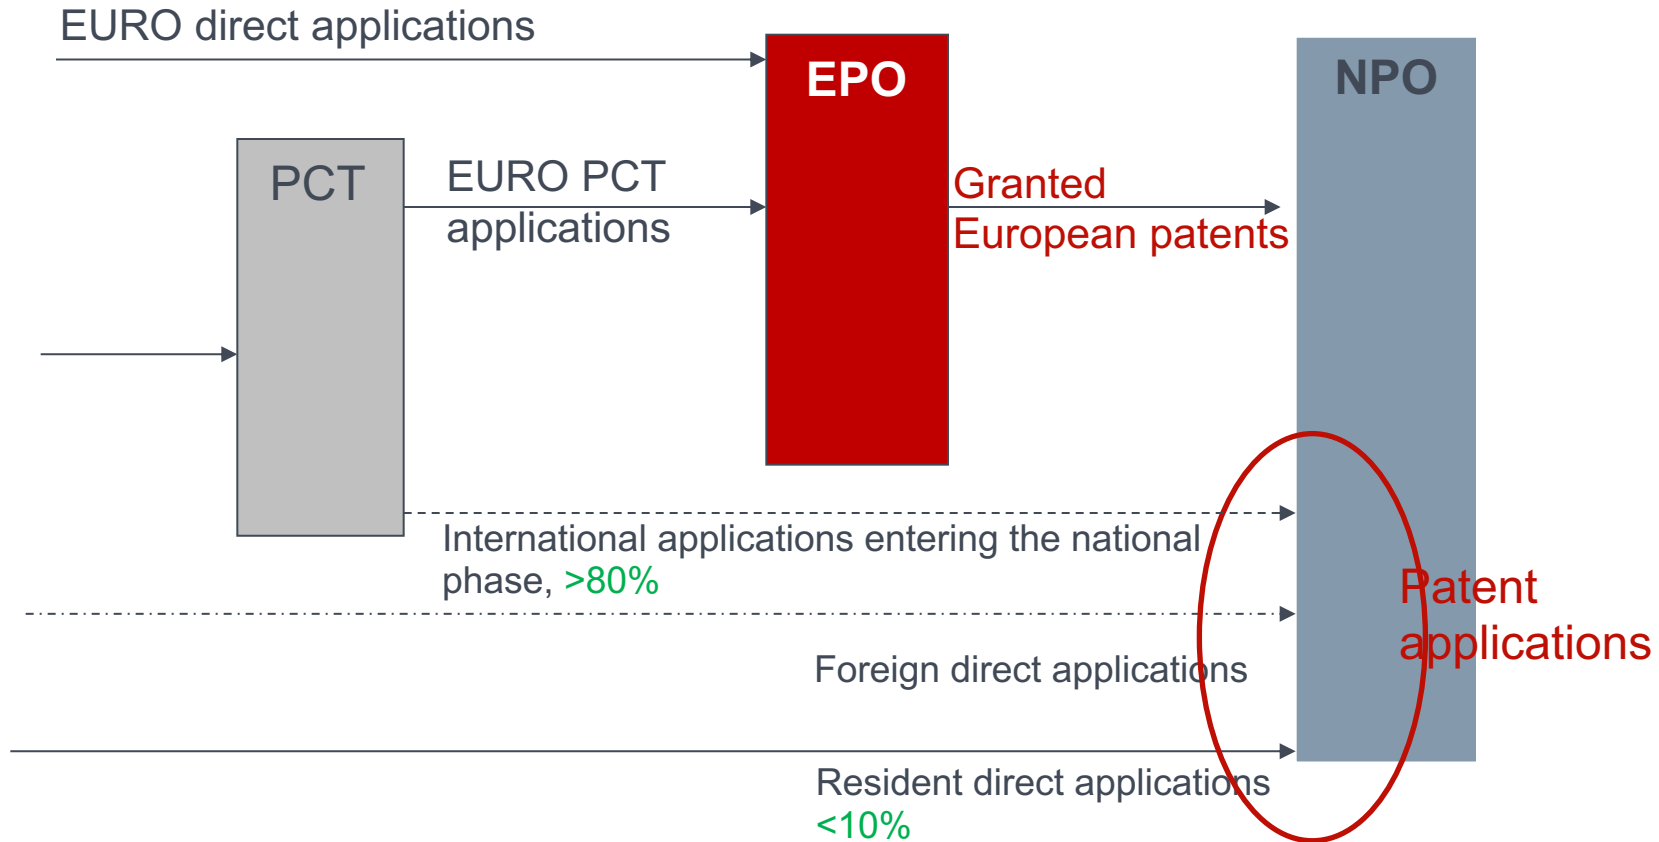 EURO direct applications
EPO
NPO
PCT
EURO PCT
applications
Granted
European patents
International applications entering the national
phase, >80%
Patent
applications
Foreign direct applications
Resident direct applications
<10%